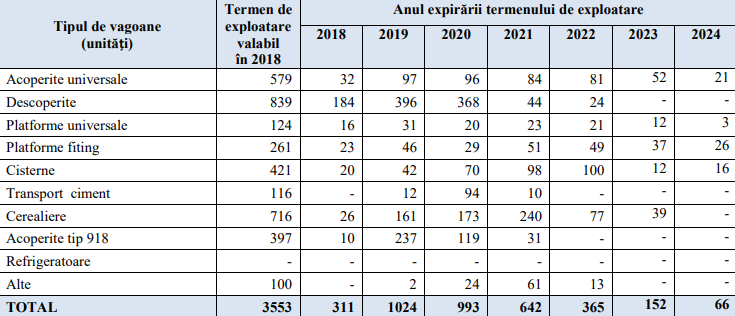 Tipul de vagoane (unități) | Termen de exploatare valabil în 2018 | Anul expirării termenului de exploatare
2018 | 2019 | 2020 | 2021 | 2022 | 2023 | 2024
Acoperite universale | 579 | 32 | 97 | 96 | 84 | 81 | 52 | 21
Descoperite | 839 | 184 | 396 | 368 | 44 | 24 | - | -
Platforme universale | 124 | 16 | 31 | 20 | 23 | 21 | 12 | 3
Platforme fiting | 261 | 23 | 46 | 29 | 51 | 49 | 37 | 26
Cisterne | 421 | 20 | 42 | 70 | 98 | 100 | 12 | 16
Transport ciment | 116 | - | 12 | 94 | 10 | - | - | -
Cerealiere | 716 | 26 | 161 | 173 | 240 | 77 | 39 | -
Acoperite tip 918 | 397 | 10 | 237 | 119 | 31 | - | - | -
Refrigeratoare | - | - | - | - | - | - | - | -
Alte | 100 | - | 2 | 24 | 61 | 13 | - | -
TOTAL | 3553 | 311 | 1024 | 993 | 642 | 365 | 152 | 66